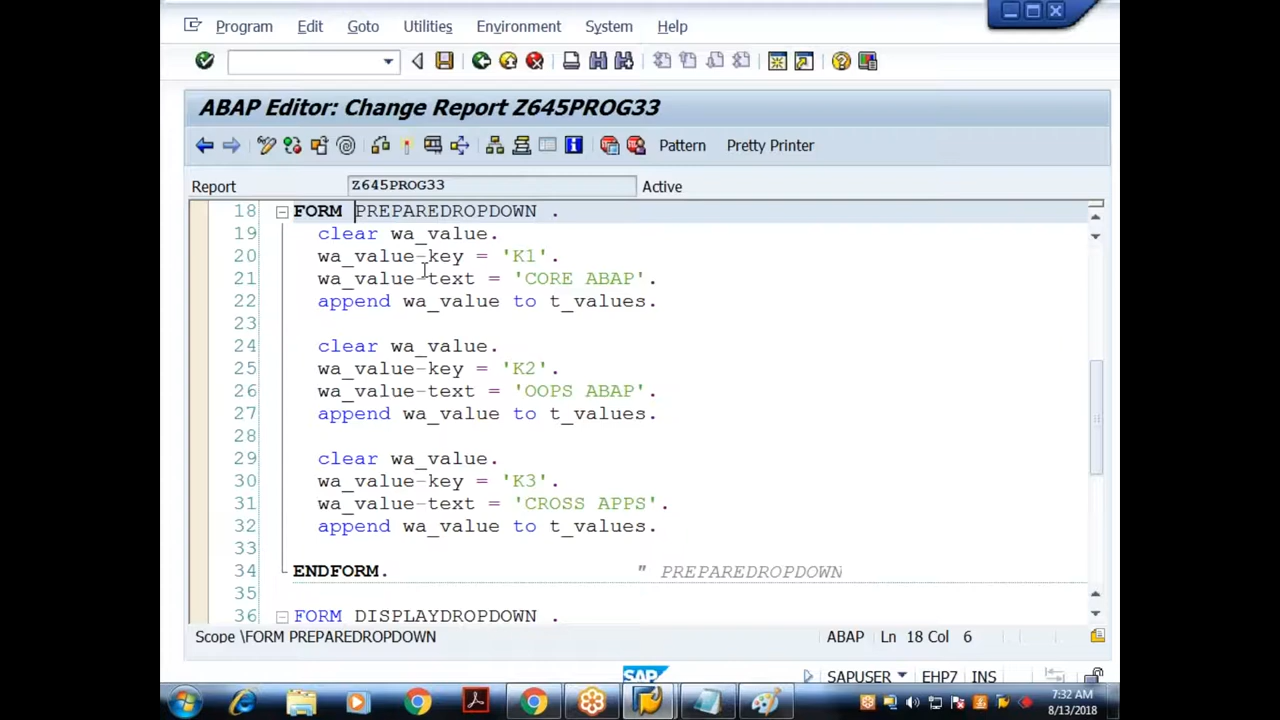 Program Edit Goto Utilities Environment System Help
ABAP Editor: Change Report Z645PROG33
Pattern Pretty Printer
Report Z645PROG33 Active
18 FORM PREPAREDROPDOWN .
19 clear wa_value.
20 wa_value-key = 'K1'.
21 wa_value-text = 'CORE ABAP'.
22 append wa_value to t_values.
23
24 clear wa_value.
25 wa_value-key = 'K2'.
26 wa_value-text = 'OOPS ABAP'.
27 append wa_value to t_values.
28
29 clear wa_value.
30 wa_value-key = 'K3'.
31 wa_value-text = 'CROSS APPS'.
32 append wa_value to t_values.
33
34 ENDFORM. " PREPAREDROPDOWN
35
36 FORM DISPLAYDROPDOWN .
Scope \FORM PREPAREDROPDOWN ABAP Ln 18 Col 6
SAP SAPUSER EHP7 INS
7:32 AM
8/13/2018